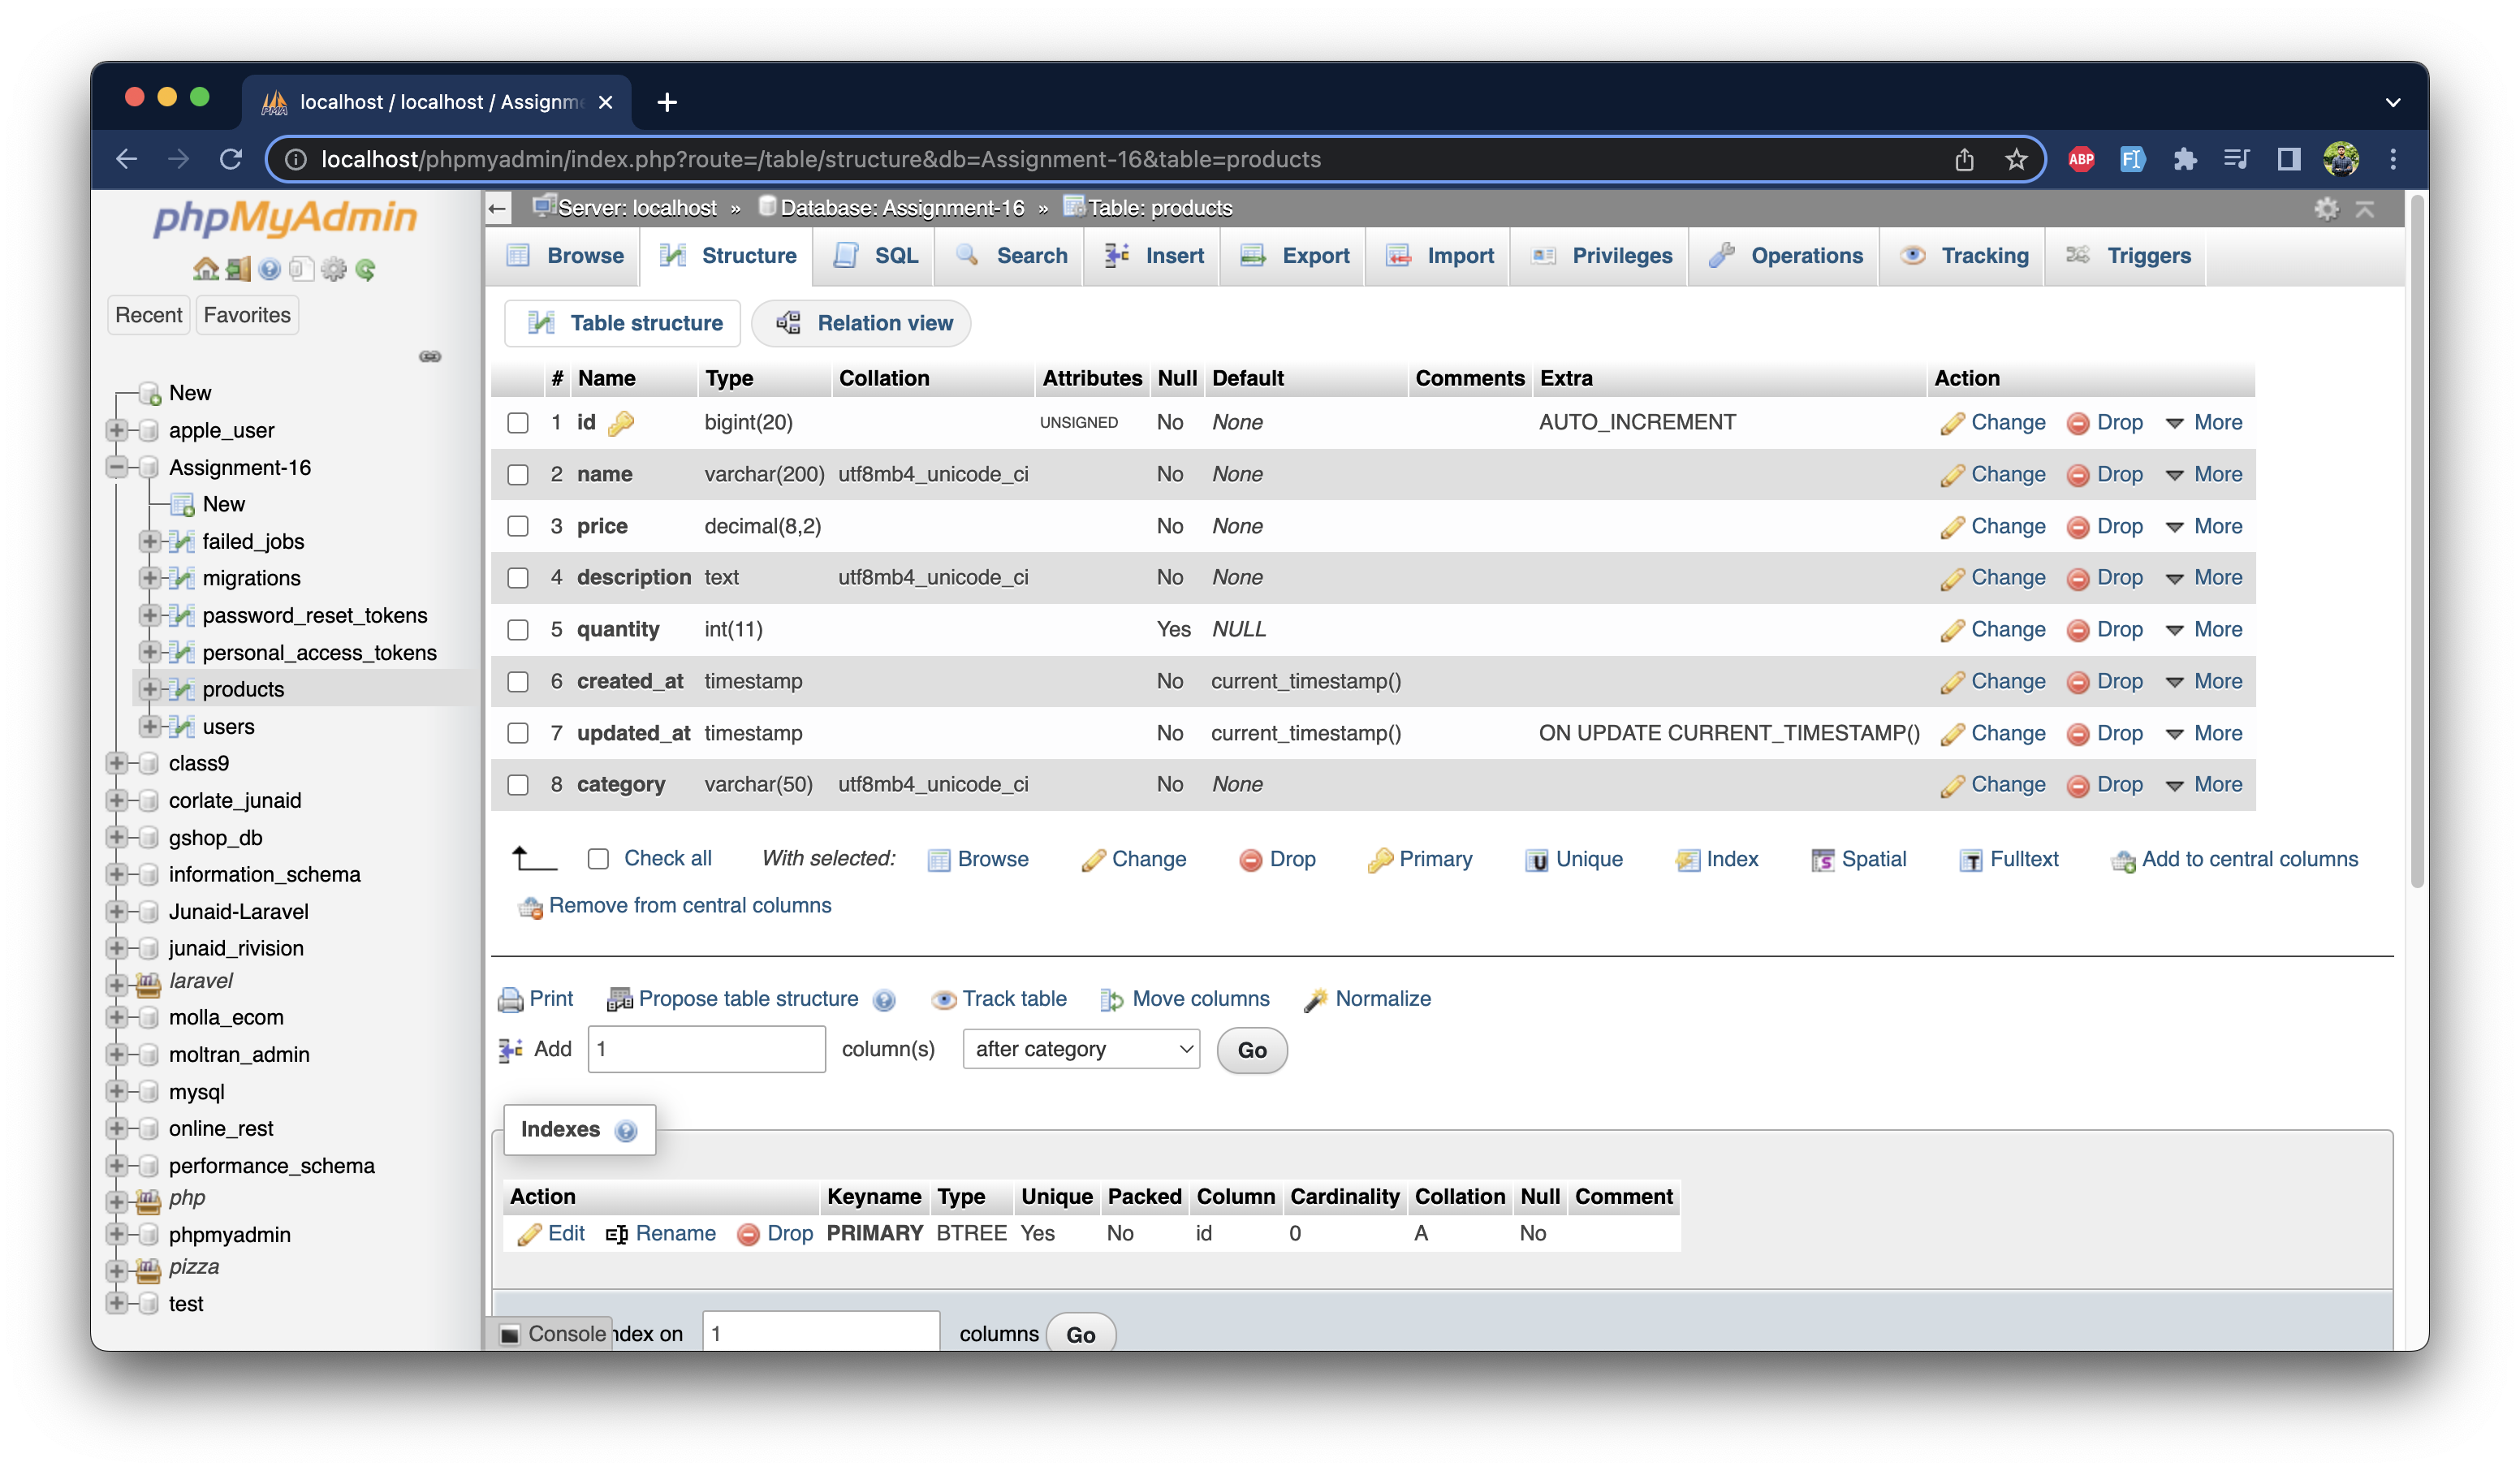 localhost / localhost / Assignm
localhost/phpmyadmin/index.php?route=/table/structure&db=Assignment-16&table=products
ABP
phpMyAdmin
Recent Favorites
New
apple_user
Assignment-16
New
failed_jobs
migrations
password_reset_tokens
personal_access_tokens
products
users
class9
corlate_junaid
gshop_db
information_schema
Junaid-Laravel
junaid_rivision
laravel
molla_ecom
moltran_admin
mysql
online_rest
performance_schema
php
phpmyadmin
pizza
test
Server: localhost » Database: Assignment-16 » Table: products
Browse Structure SQL Search Insert Export Import Privileges Operations Tracking Triggers
Table structure Relation view
# Name Type Collation Attributes Null Default Comments Extra Action
1 id bigint(20) UNSIGNED No None AUTO_INCREMENT Change Drop More
2 name varchar(200) utf8mb4_unicode_ci No None Change Drop More
3 price decimal(8,2) No None Change Drop More
4 description text utf8mb4_unicode_ci No None Change Drop More
5 quantity int(11) Yes NULL Change Drop More
6 created_at timestamp No current_timestamp() Change Drop More
7 updated_at timestamp No current_timestamp() ON UPDATE CURRENT_TIMESTAMP() Change Drop More
8 category varchar(50) utf8mb4_unicode_ci No None Change Drop More
Check all With selected: Browse Change Drop Primary Unique Index Spatial Fulltext Add to central columns
Remove from central columns
Print Propose table structure Track table Move columns Normalize
Add 1 column(s) after category Go
Indexes
Action Keyname Type Unique Packed Column Cardinality Collation Null Comment
Edit Rename Drop PRIMARY BTREE Yes No id 0 A No
Console ndex on 1 columns Go